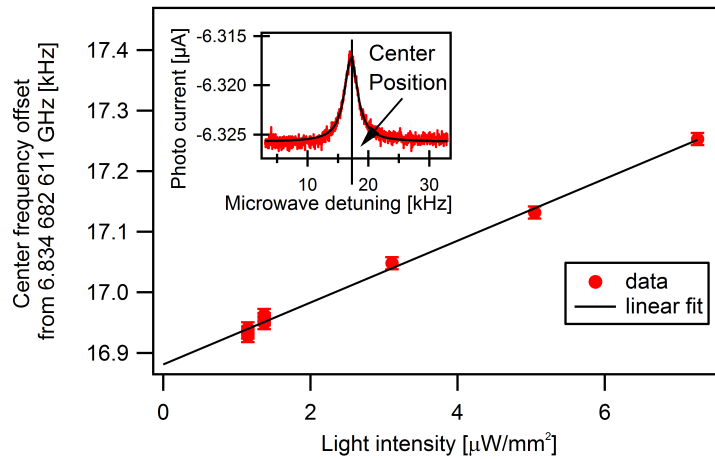 17.4
17.3
17.2
17.1
17.0
16.9
Center frequency offset
from 6.834 682 611 GHz [kHz]
0
2
4
6
Light intensity [μW/mm²]
-6.315
-6.320
-6.325
Photo current [µA]
10
20
30
Microwave detuning [kHz]
Center
Position
data
linear fit